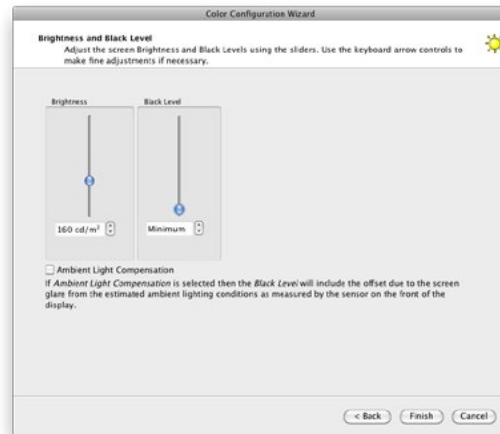 Color Configuration Wizard
Brightness and Black Level
Adjust the screen Brightness and Black Levels using the sliders. Use the keyboard arrow controls to
make fine adjustments if necessary.
Brightness
Black Level
160 cd/m²
Minimum
Ambient Light Compensation
If Ambient Light Compensation is selected then the Black Level will include the offset due to the screen
glare from the estimated ambient lighting conditions as measured by the sensor on the front of the
display.
< Back
Finish
Cancel